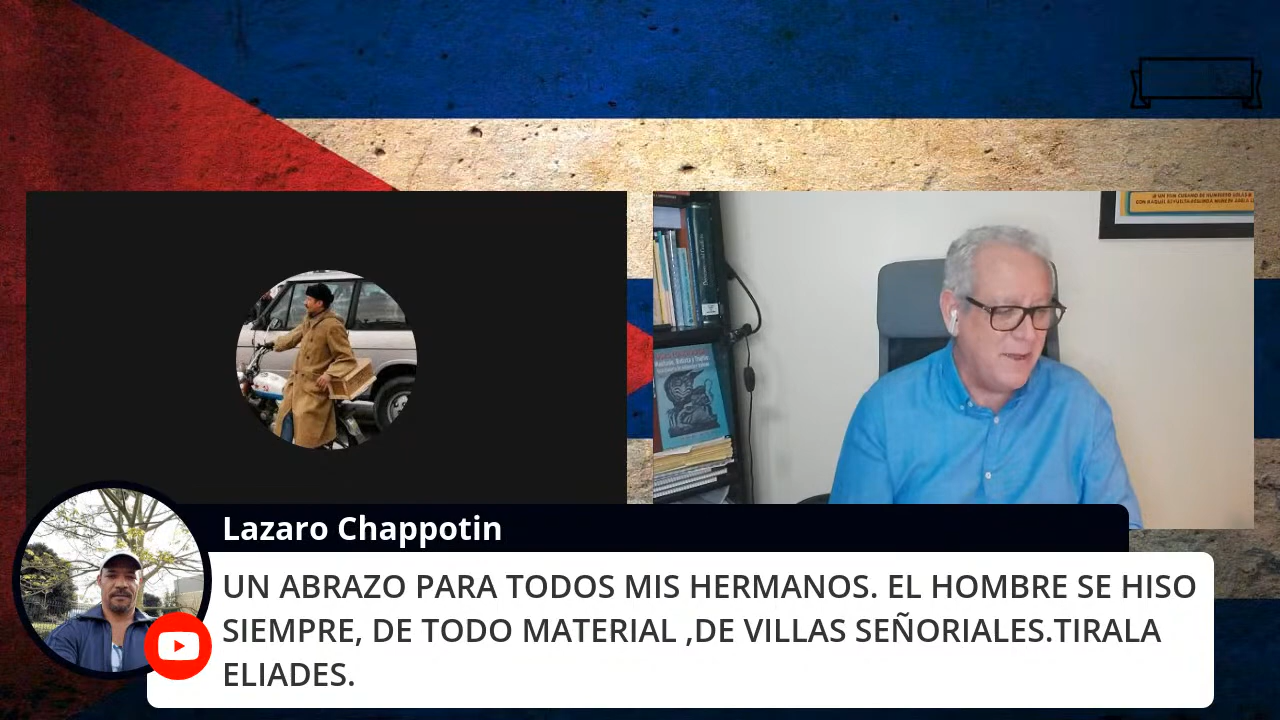 Lazaro Chappotin
UN ABRAZO PARA TODOS MIS HERMANOS. EL HOMBRE SE HISO
SIEMPRE, DE TODO MATERIAL ,DE VILLAS SEÑORIALES.TIRALA
ELIADES.